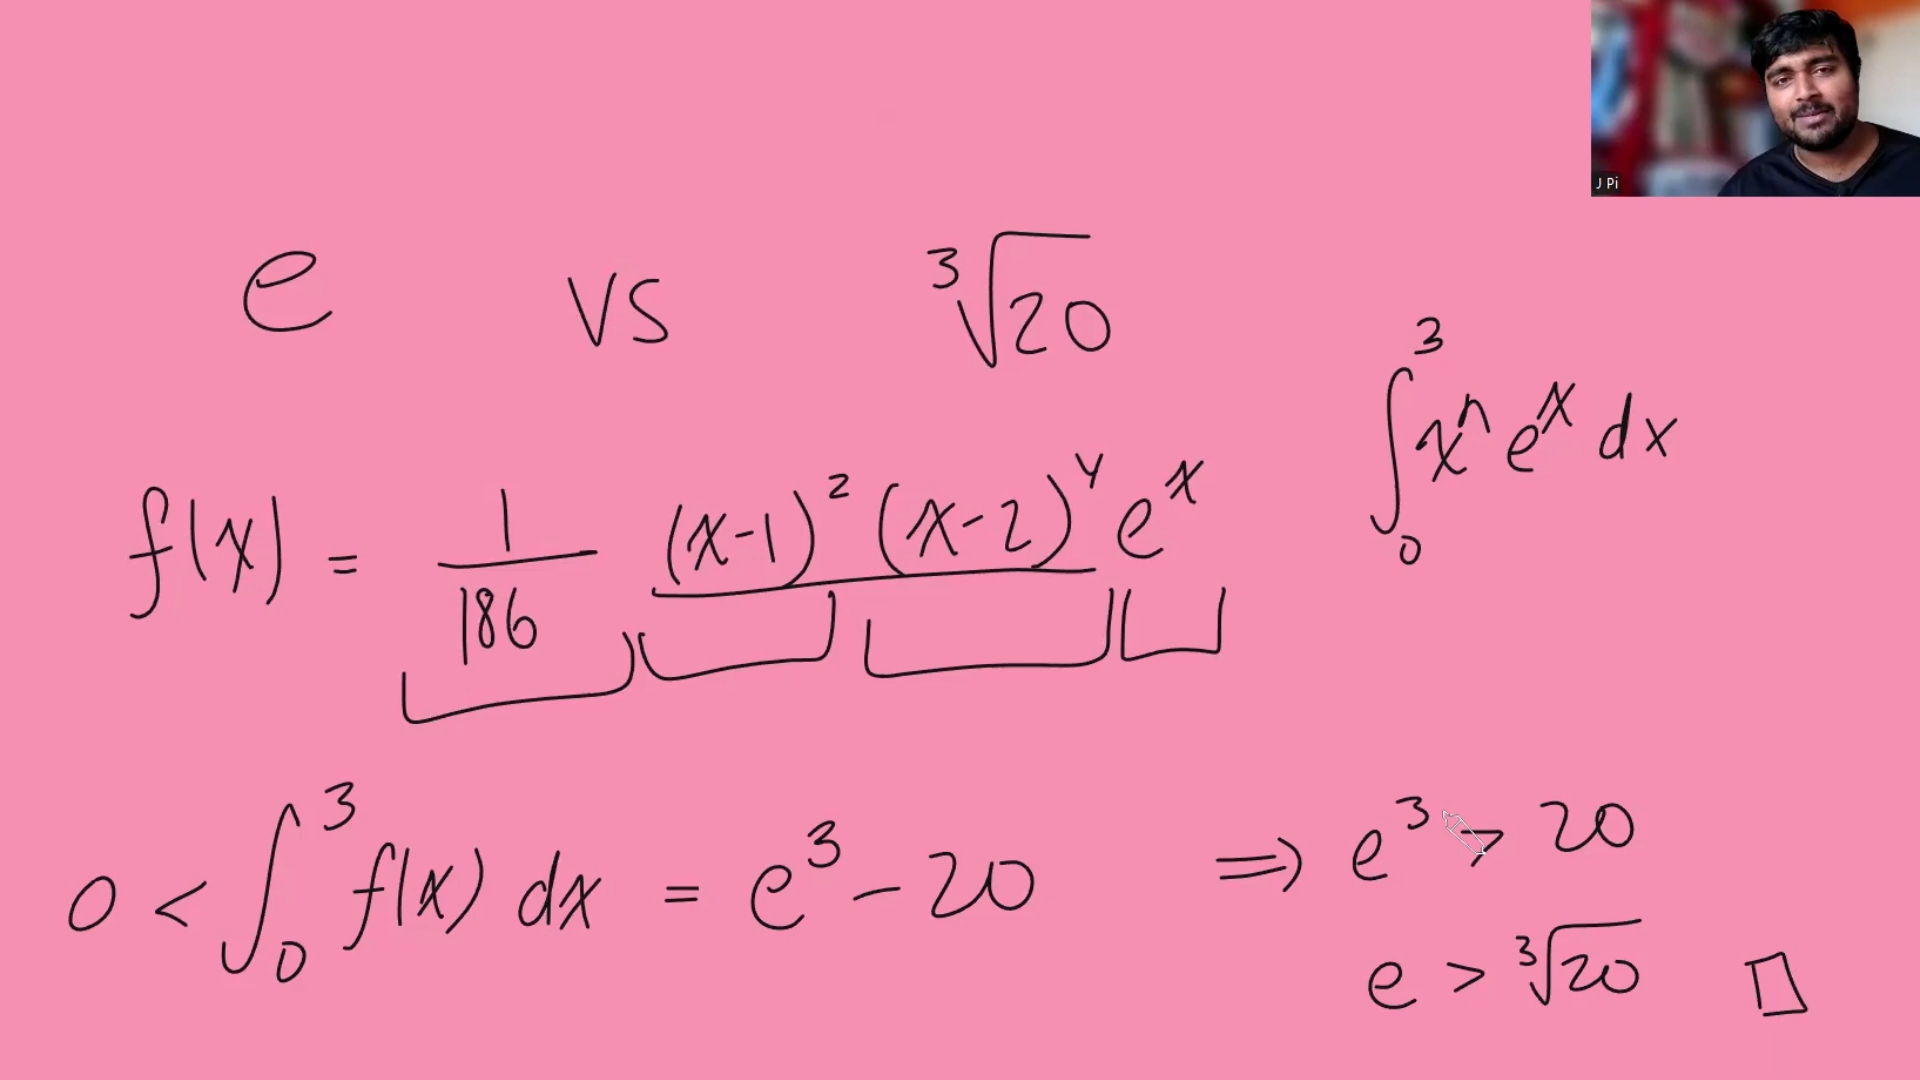 J Pi
e vs ∛20
∫₀³ xⁿ eˣ dx
f(x) = 1/186 (x-1)² (x-2)⁴ eˣ
0 < ∫₀³ f(x) dx = e³ - 20 ⇒ e³ > 20
e > ∛20 □